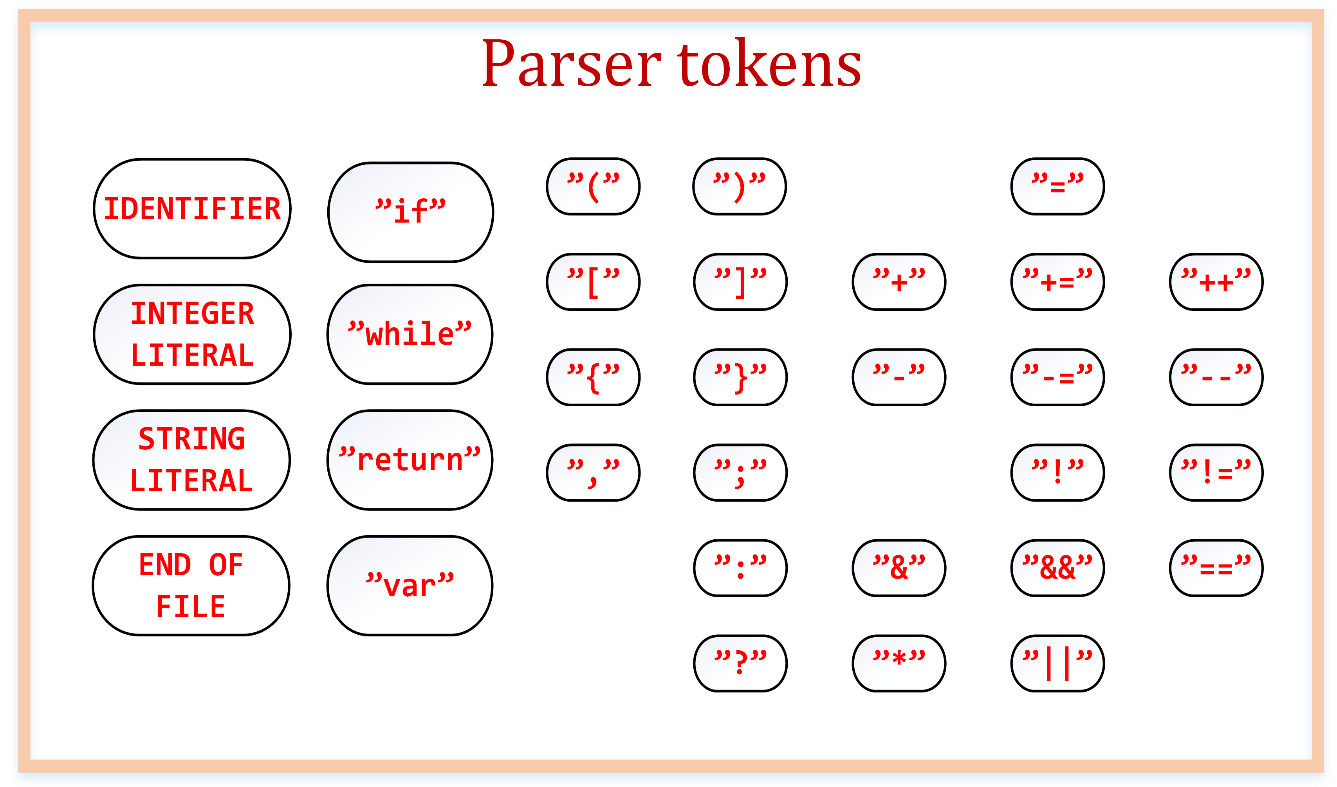 Parser tokens
IDENTIFIER ”if” ”(” ”)” ”=”
”[” ”]” ”+” ”+=” ”++”
INTEGER
LITERAL
”while”
”{” ”}” ”-” ”-=” ”--”
STRING
LITERAL
”return”
”,” ”;” ”!” ”!=”
END OF
FILE
”var”
”:” ”&” ”&&” ”==”
”?” ”*” ”||”